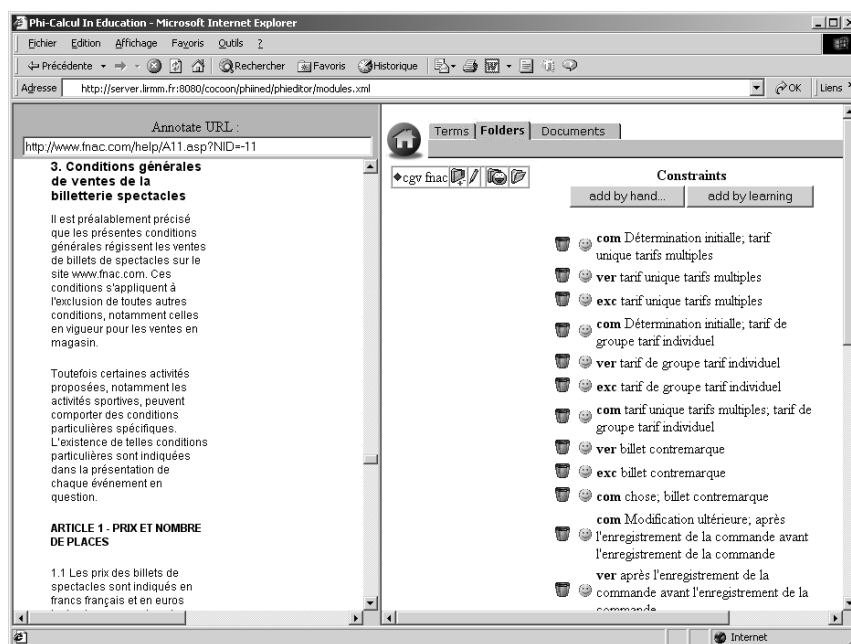 Phi-Calcul In Education - Microsoft Internet Explorer
Fichier Edition Affichage Favoris Outils ?
Précédente Rechercher Favoris Historique
Adresse http://server.lirmm.fr:8080/cocoon/phiined/phieditor/modules.xml OK Liens
Annotate URL :
http://www.fnac.com/help/A11.asp?NID=-11
3. Conditions générales
de ventes de la
billetterie spectacles
Il est préalablement précisé
que les présentes conditions
générales régissent les ventes
de billets de spectacles sur le
site www.fnac.com. Ces
conditions s'appliquent à
l'exclusion de toutes autres
conditions, notamment celles
en vigueur pour les ventes en
magasin.
Toutefois certaines activités
proposées, notamment les
activités sportives, peuvent
comporter des conditions
particulières spécifiques.
L'existence de telles conditions
particulières sont indiquées
dans la présentation de
chaque événement en
question.
ARTICLE 1 - PRIX ET NOMBRE
DE PLACES
1.1 Les prix des billets de
spectacles sont indiqués en
francs français et en euros
Terms Folders Documents
cgv fnac
Constraints
add by hand... add by learning
com Détermination initialle; tarif
unique tarifs multiples
ver tarif unique tarifs multiples
exc tarif unique tarifs multiples
com Détermination initialle; tarif de
groupe tarif individuel
ver tarif de groupe tarif individuel
exc tarif de groupe tarif individuel
com tarif unique tarifs multiples; tarif de
groupe tarif individuel
ver billet contremarque
exc billet contremarque
com chose; billet contremarque
com Modification ultérieure; après
l'enregistrement de la commande avant
l'enregistrement de la commande
ver après l'enregistrement de la
commande avant l'enregistrement de la
commande
Internet